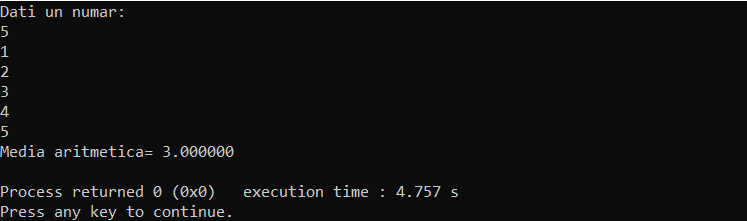 Dati un numar:
5
1
2
3
4
5
Media aritmetica= 3.000000
Process returned 0 (0x0)   execution time : 4.757 s
Press any key to continue.